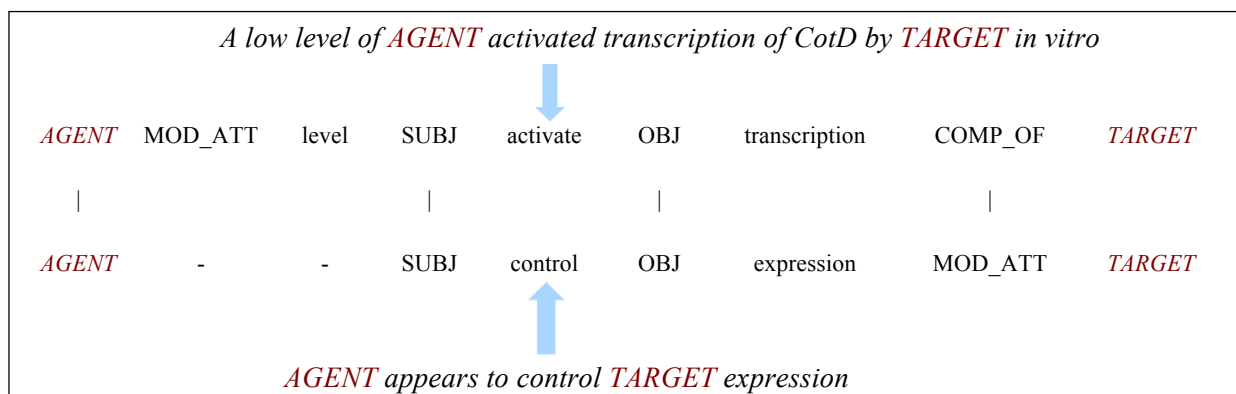 A low level of AGENT activated transcription of CotD by TARGET in vitro
AGENT MOD_ATT level SUBJ activate OBJ transcription COMP_OF TARGET
| | | |
AGENT - - SUBJ control OBJ expression MOD_ATT TARGET
AGENT appears to control TARGET expression